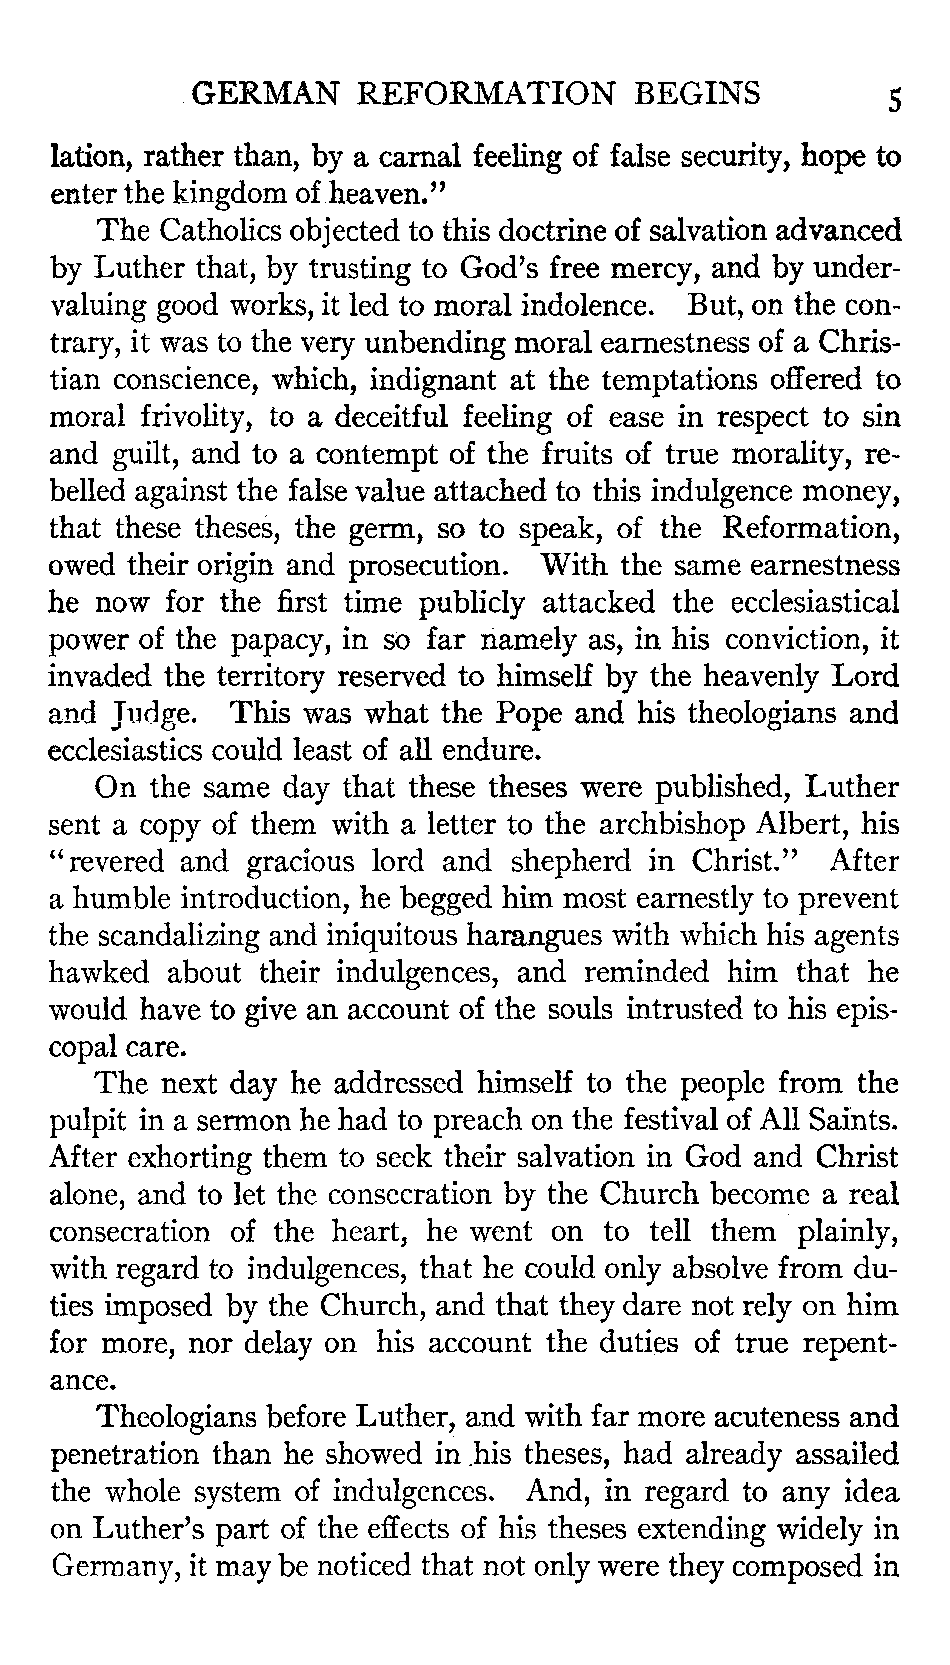 GERMAN REFORMATION BEGINS 5
lation, rather than, by a carnal feeling of false security, hope to
enter the kingdom of heaven."
The Catholics objected to this doctrine of salvation advanced
by Luther that, by trusting to God's free mercy, and by under-
valuing good works, it led to moral indolence. But, on the con-
trary, it was to the very unbending moral earnestness of a Chris-
tian conscience, which, indignant at the temptations offered to
moral frivolity, to a deceitful feeling of ease in respect to sin
and guilt, and to a contempt of the fruits of true morality, re-
belled against the false value attached to this indulgence money,
that these theses, the germ, so to speak, of the Reformation,
owed their origin and prosecution. With the same earnestness
he now for the first time publicly attacked the ecclesiastical
power of the papacy, in so far namely as, in his conviction, it
invaded the territory reserved to himself by the heavenly Lord
and Judge. This was what the Pope and his theologians and
ecclesiastics could least of all endure.
On the same day that these theses were published, Luther
sent a copy of them with a letter to the archbishop Albert, his
"revered and gracious lord and shepherd in Christ." After
a humble introduction, he begged him most earnestly to prevent
the scandalizing and iniquitous harangues with which his agents
hawked about their indulgences, and reminded him that he
would have to give an account of the souls intrusted to his epis-
copal care.
The next day he addressed himself to the people from the
pulpit in a sermon he had to preach on the festival of All Saints.
After exhorting them to seek their salvation in God and Christ
alone, and to let the consecration by the Church become a real
consecration of the heart, he went on to tell them plainly,
with regard to indulgences, that he could only absolve from du-
ties imposed by the Church, and that they dare not rely on him
for more, nor delay on his account the duties of true repent-
ance.
Theologians before Luther, and with far more acuteness and
penetration than he showed in his theses, had already assailed
the whole system of indulgences. And, in regard to any idea
on Luther's part of the effects of his theses extending widely in
Germany, it may be noticed that not only were they composed in